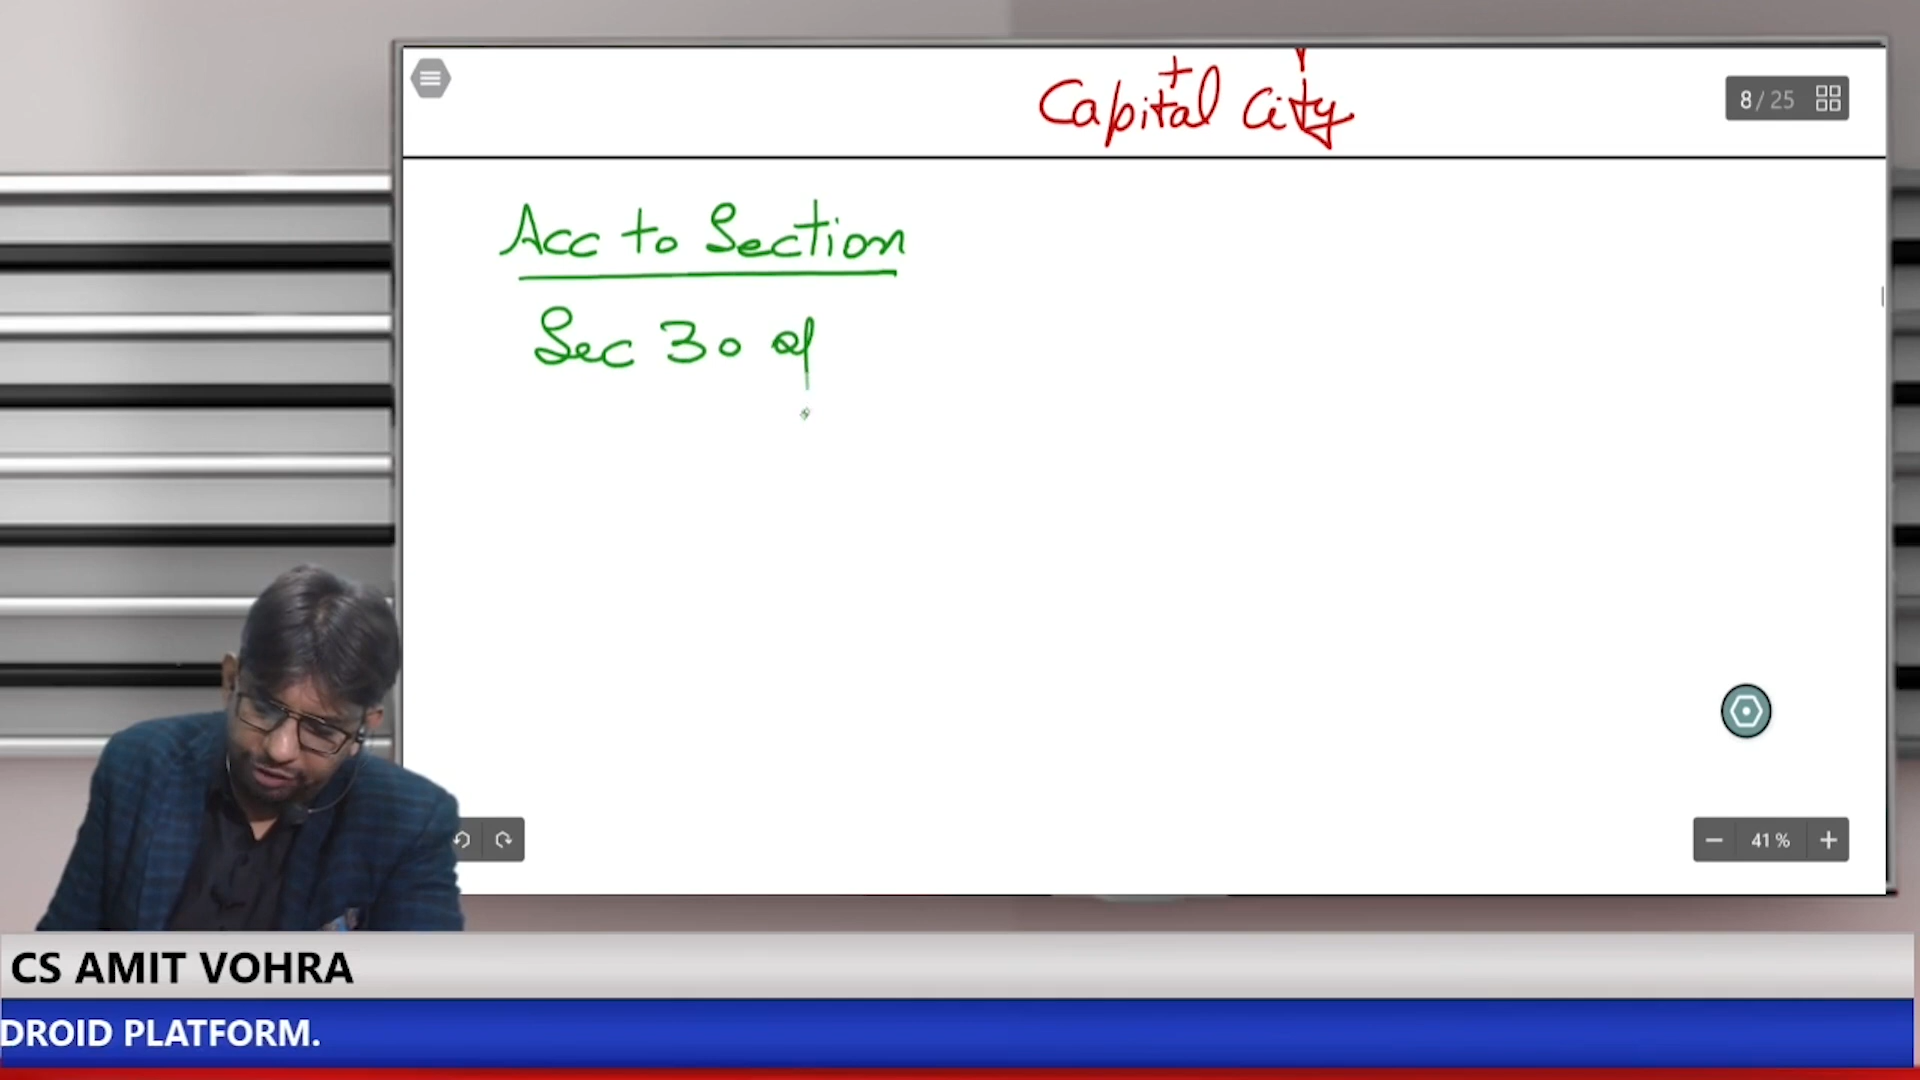 +
Capital City
8 / 25
Acc to Section
Sec 30 of
41 %
CS AMIT VOHRA
DROID PLATFORM.